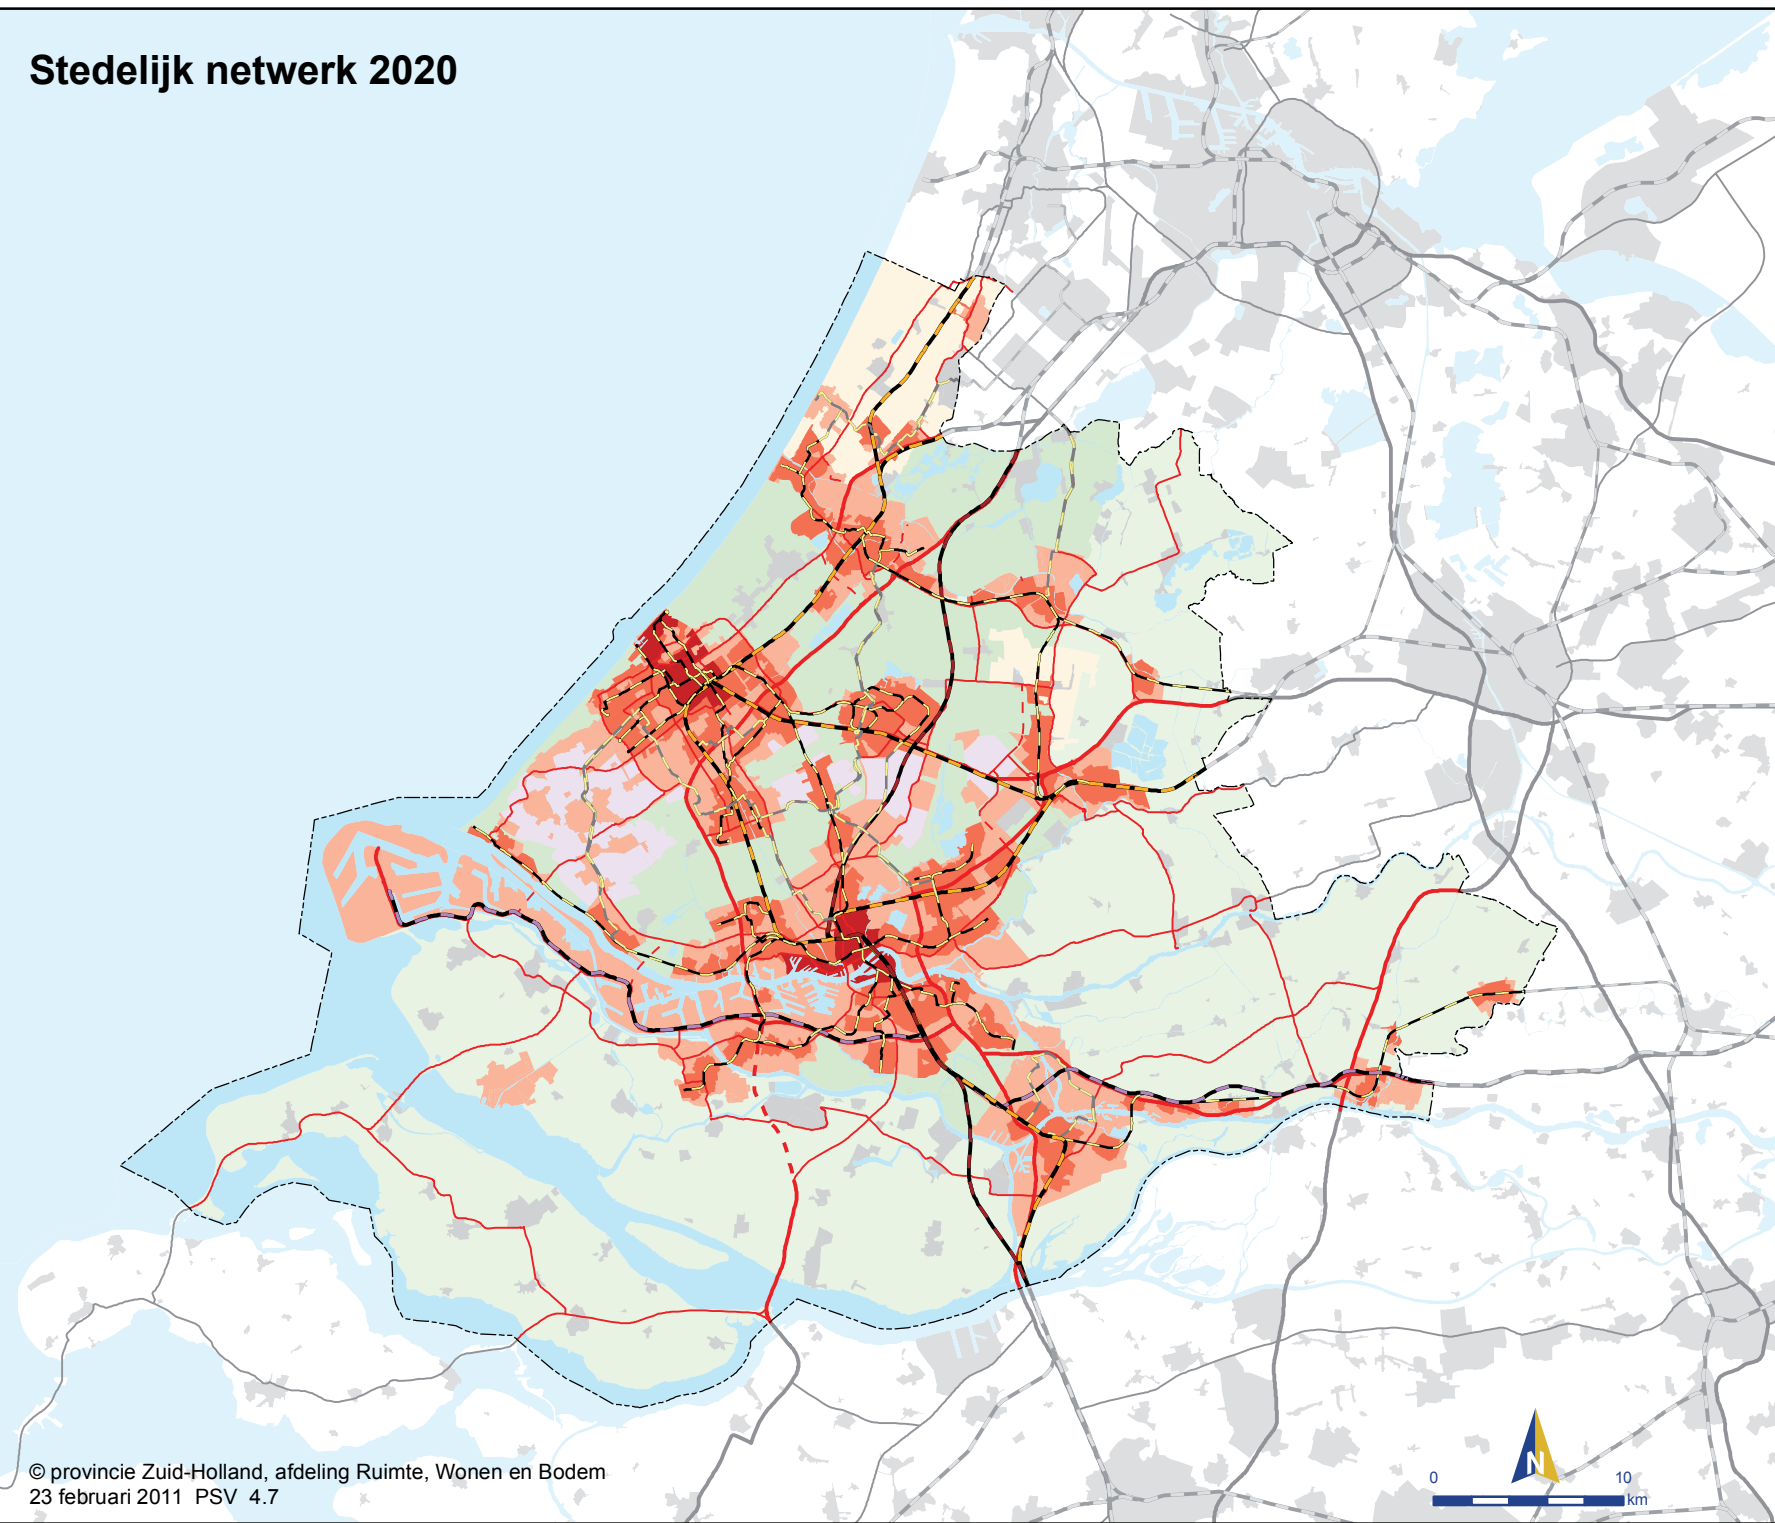 Stedelijk netwerk 2020
© provincie Zuid-Holland, afdeling Ruimte, Wonen en Bodem
23 februari 2011  PSV  4.7
N
0 10
km